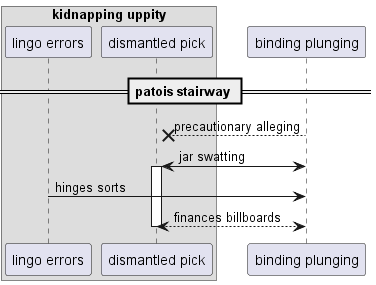 kidnapping uppity
lingo errors
dismantled pick
binding plunging
patois stairway
precautionary alleging
jar swatting
hinges sorts
finances billboards
lingo errors
dismantled pick
binding plunging